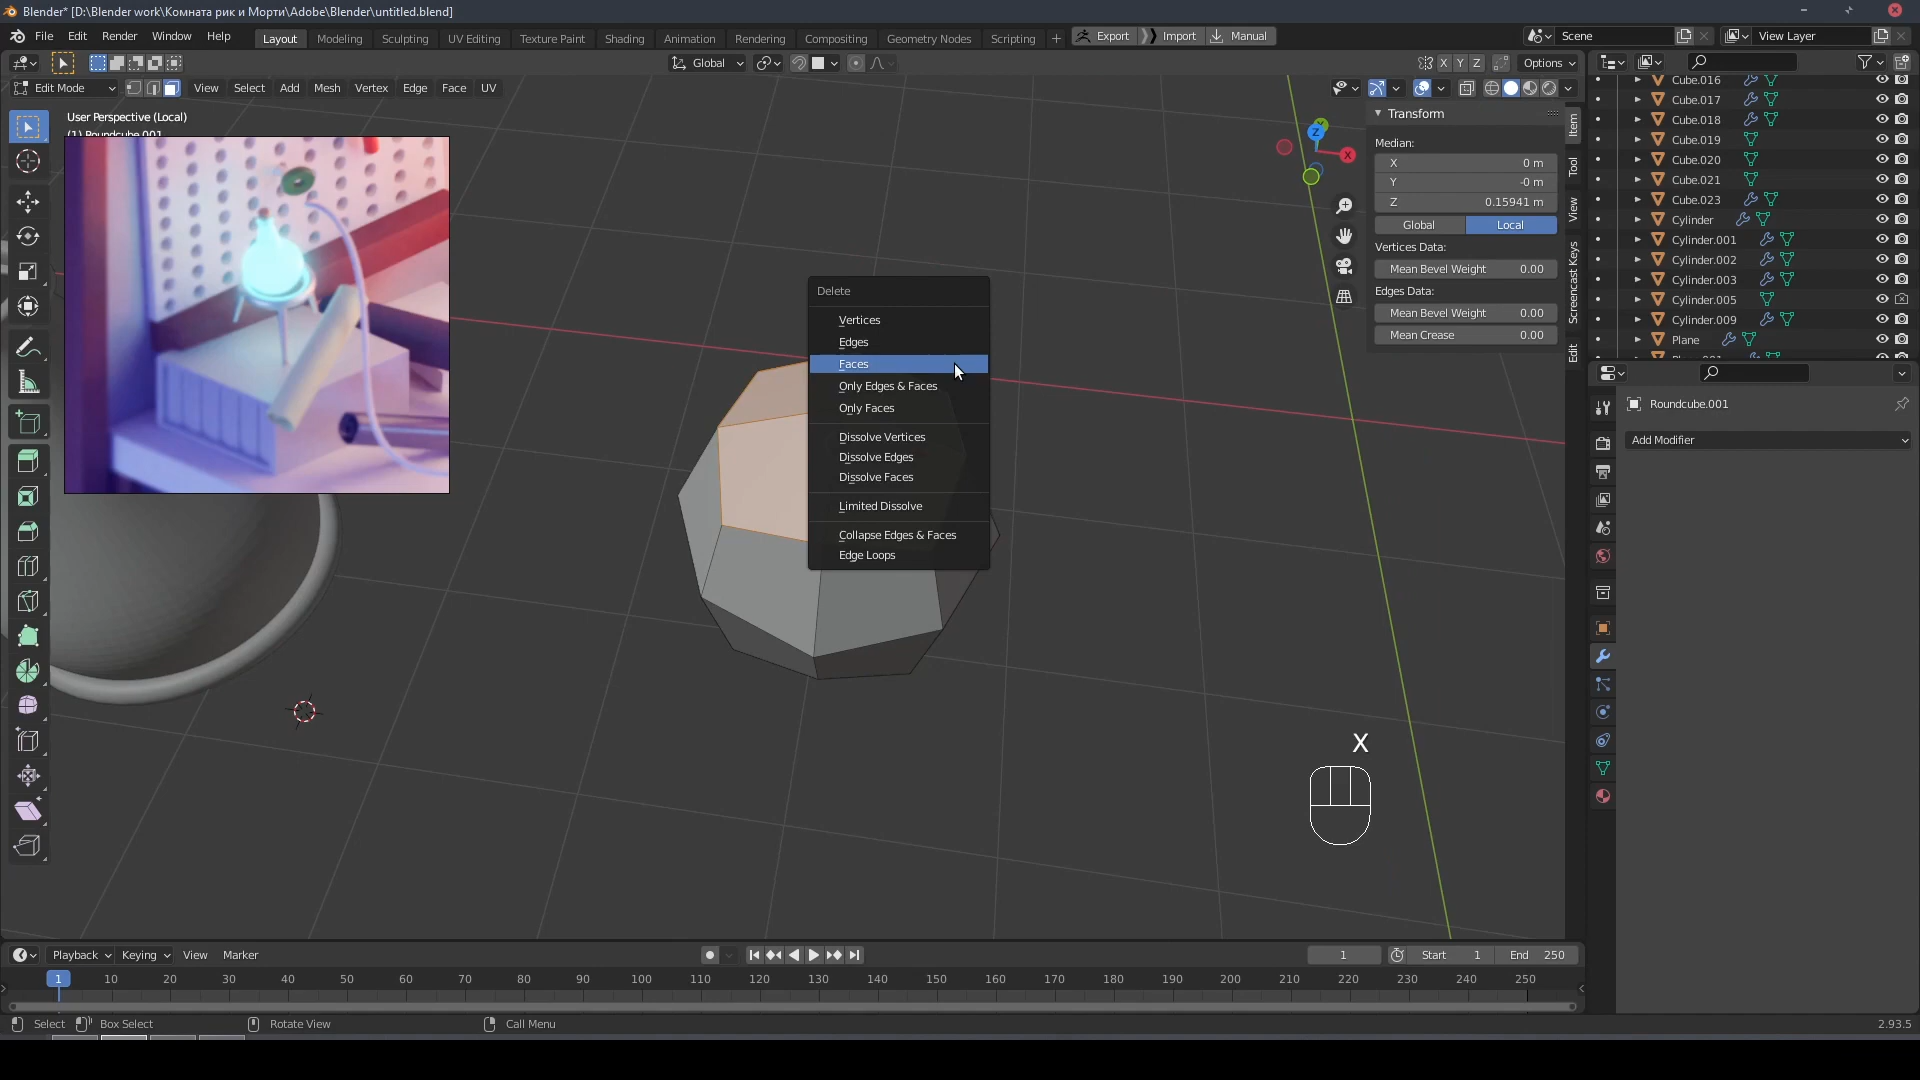 Blender* [D:\Blender work\Комната рик и Морти\Adobe\Blender\untitled.blend]
File Edit Render Window Help
Layout Modeling Sculpting UV Editing Texture Paint Shading Animation Rendering Compositing Geometry Nodes Scripting +
Export Import Manual
Scene View Layer
Global X Y Z Options
Edit Mode View Select Add Mesh Vertex Edge Face UV
User Perspective (Local)
(1) Roundcube.001
Z
X
Delete
Vertices
Edges
Faces
Only Edges & Faces
Only Faces
Dissolve Vertices
Dissolve Edges
Dissolve Faces
Limited Dissolve
Collapse Edges & Faces
Edge Loops
X
Transform
Median:
X 0 m
Y -0 m
Z 0.15941 m
Global Local
Vertices Data:
Mean Bevel Weight 0.00
Edges Data:
Mean Bevel Weight 0.00
Mean Crease 0.00
Item
Tool
View
Screencast Keys
Edit
Cube.016
Cube.017
Cube.018
Cube.019
Cube.020
Cube.021
Cube.023
Cylinder
Cylinder.001
Cylinder.002
Cylinder.003
Cylinder.005
Cylinder.009
Plane
Plane.001
Roundcube.001
Add Modifier
Playback Keying View Marker
1 Start 1 End 250
1 10 20 30 40 50 60 70 80 90 100 110 120 130 140 150 160 170 180 190 200 210 220 230 240 250
Select Box Select Rotate View Call Menu
2.93.5